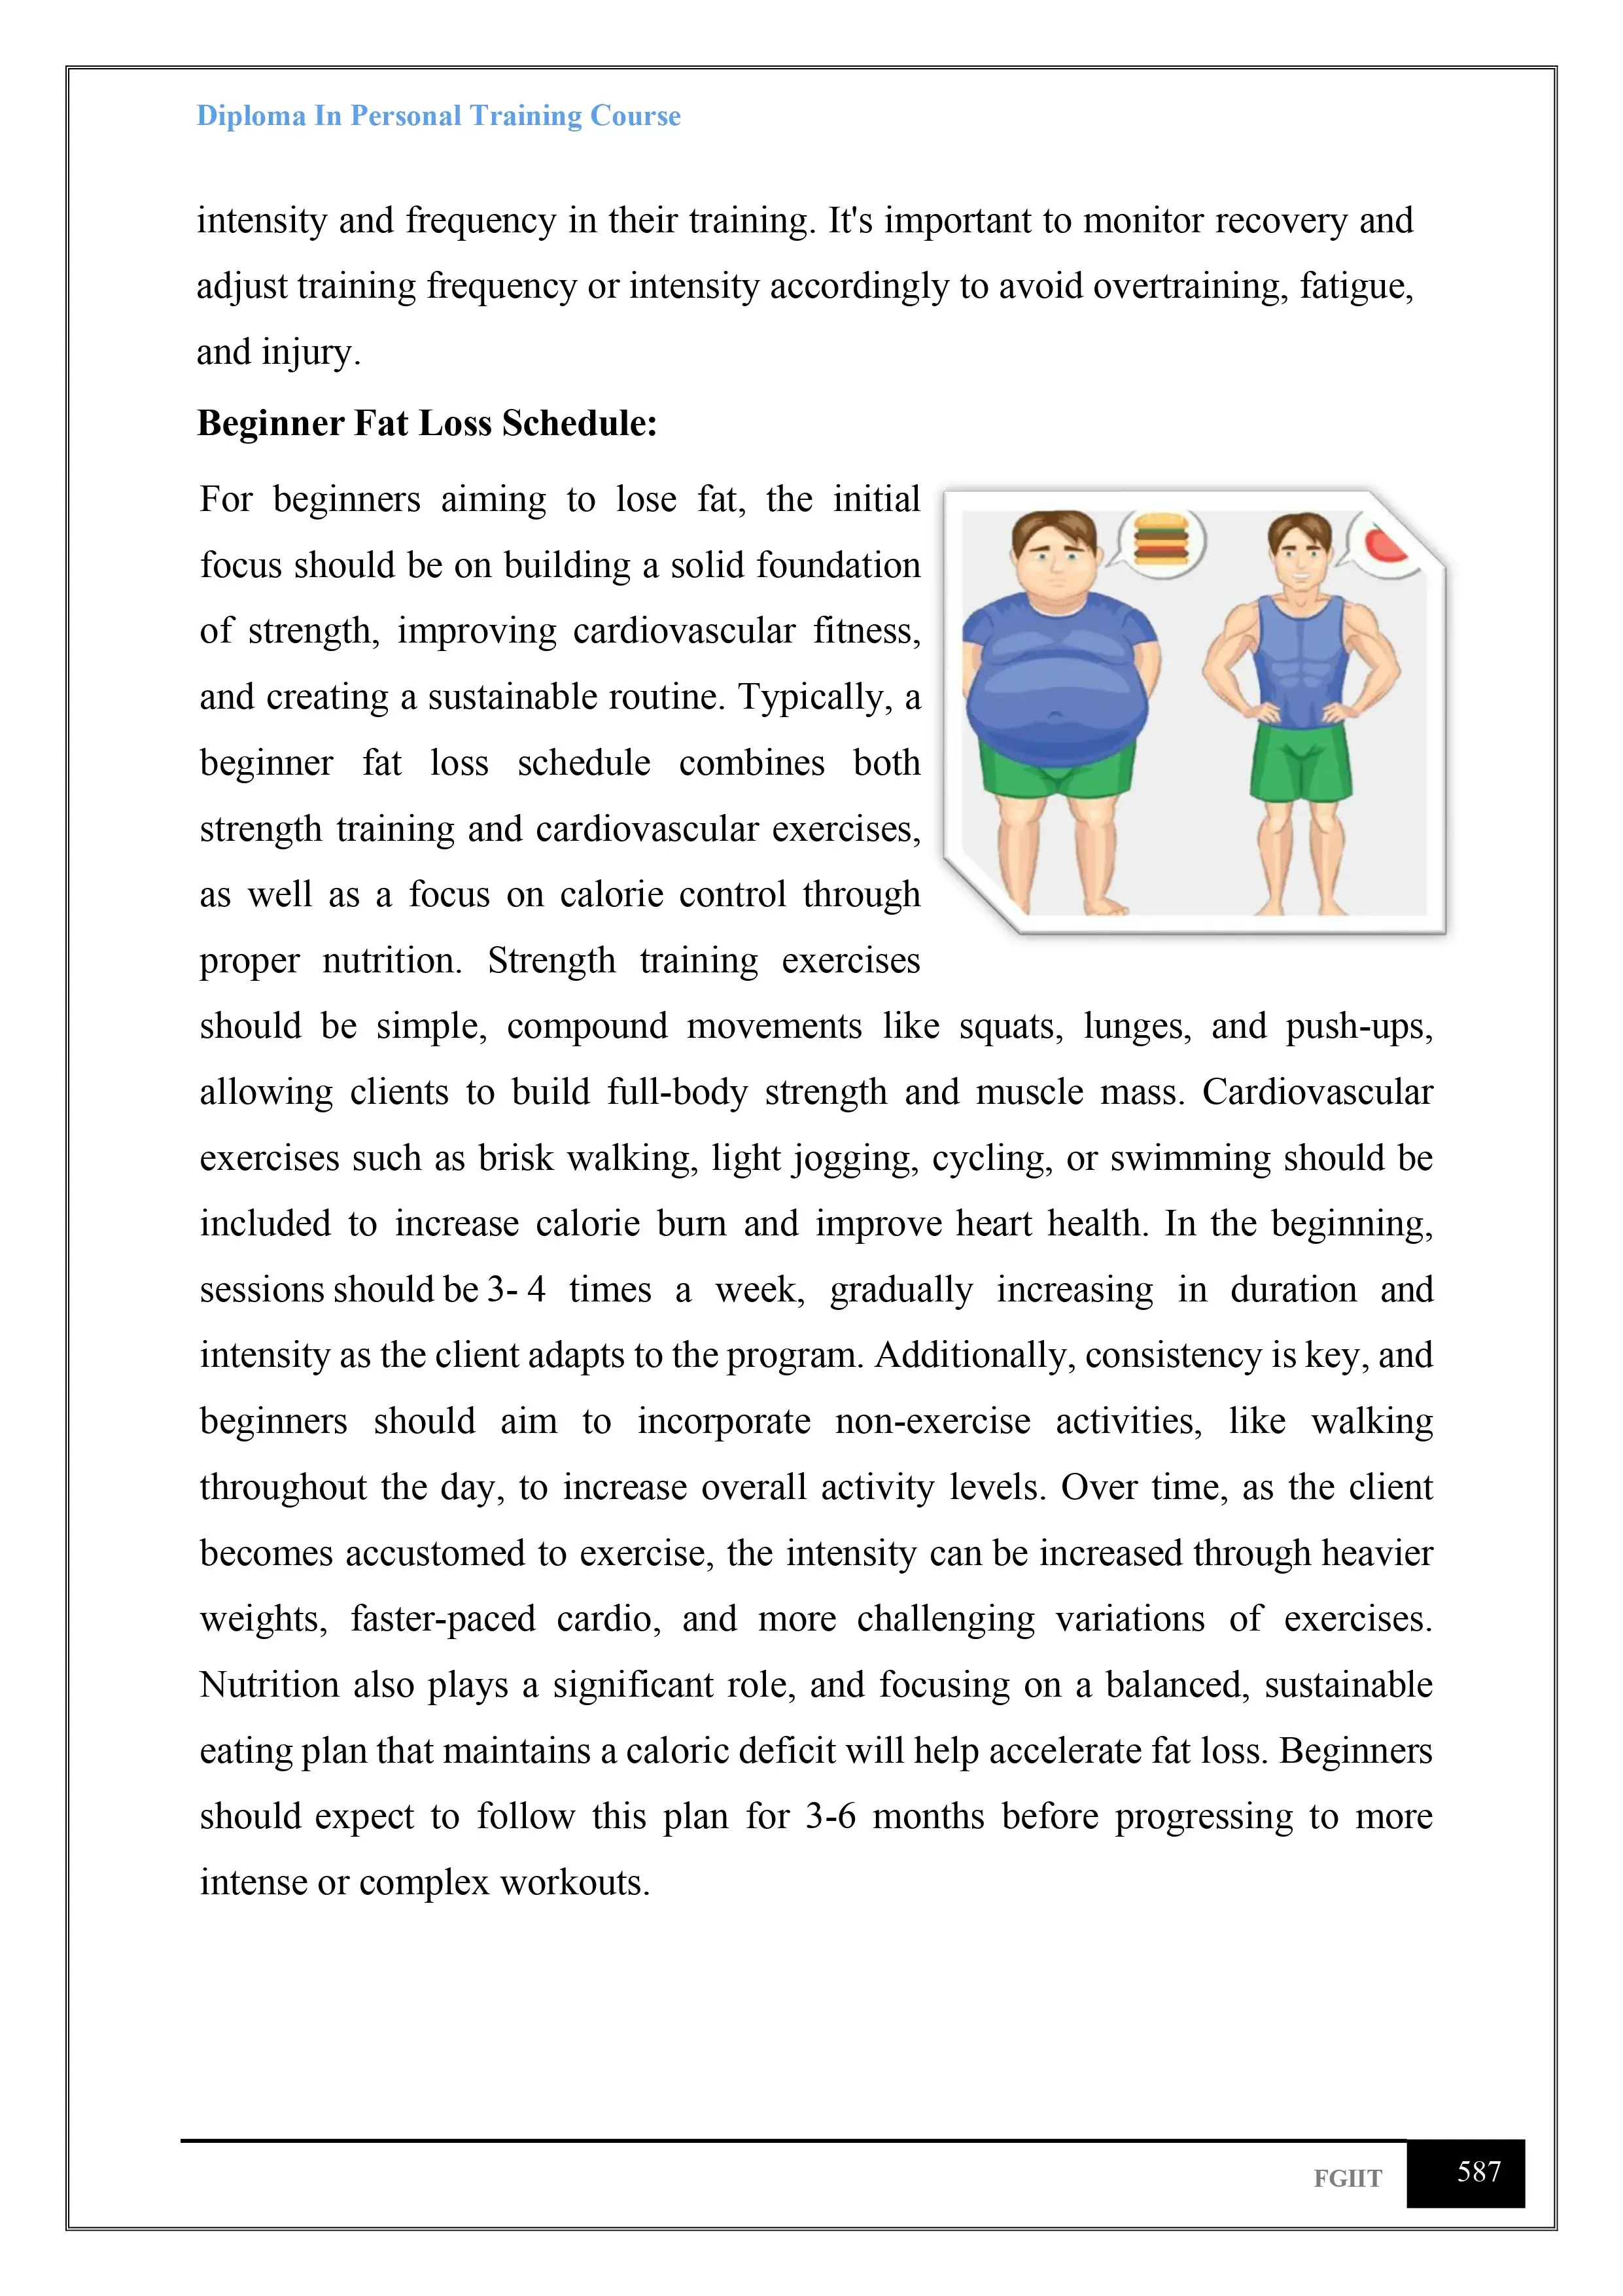 Diploma In Personal Training Course
intensity and frequency in their training. It's important to monitor recovery and
adjust training frequency or intensity accordingly to avoid overtraining, fatigue,
and injury.
Beginner Fat Loss Schedule:
For beginners aiming to lose fat, the initial
focus should be on building a solid foundation
of strength, improving cardiovascular fitness,
and creating a sustainable routine. Typically, a
beginner fat loss schedule combines both
strength training and cardiovascular exercises,
as well as a focus on calorie control through
proper nutrition. Strength training exercises
should be simple, compound movements like squats, lunges, and push-ups,
allowing clients to build full-body strength and muscle mass. Cardiovascular
exercises such as brisk walking, light jogging, cycling, or swimming should be
included to increase calorie burn and improve heart health. In the beginning,
sessions should be 3- 4 times a week, gradually increasing in duration and
intensity as the client adapts to the program. Additionally, consistency is key, and
beginners should aim to incorporate non-exercise activities, like walking
throughout the day, to increase overall activity levels. Over time, as the client
becomes accustomed to exercise, the intensity can be increased through heavier
weights, faster-paced cardio, and more challenging variations of exercises.
Nutrition also plays a significant role, and focusing on a balanced, sustainable
eating plan that maintains a caloric deficit will help accelerate fat loss. Beginners
should expect to follow this plan for 3-6 months before progressing to more
intense or complex workouts.
FGIIT 587